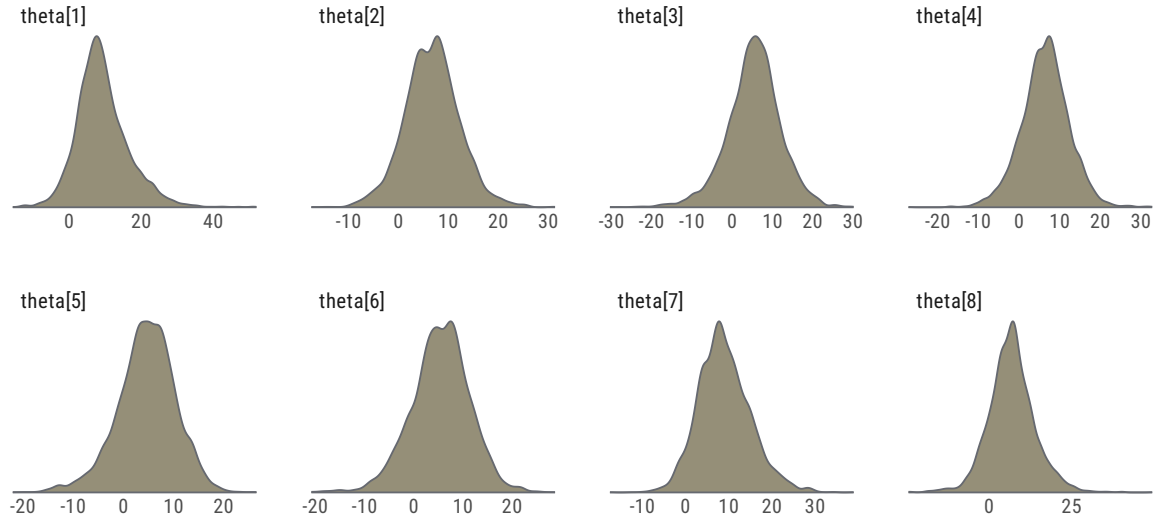 theta[1] theta[2] theta[3] theta[4]
0 20 40 -10 0 10 20 30 -30 -20 -10 0 10 20 30 -20 -10 0 10 20 30
theta[5] theta[6] theta[7] theta[8]
-20 -10 0 10 20 -20 -10 0 10 20 -10 0 10 20 30 0 25